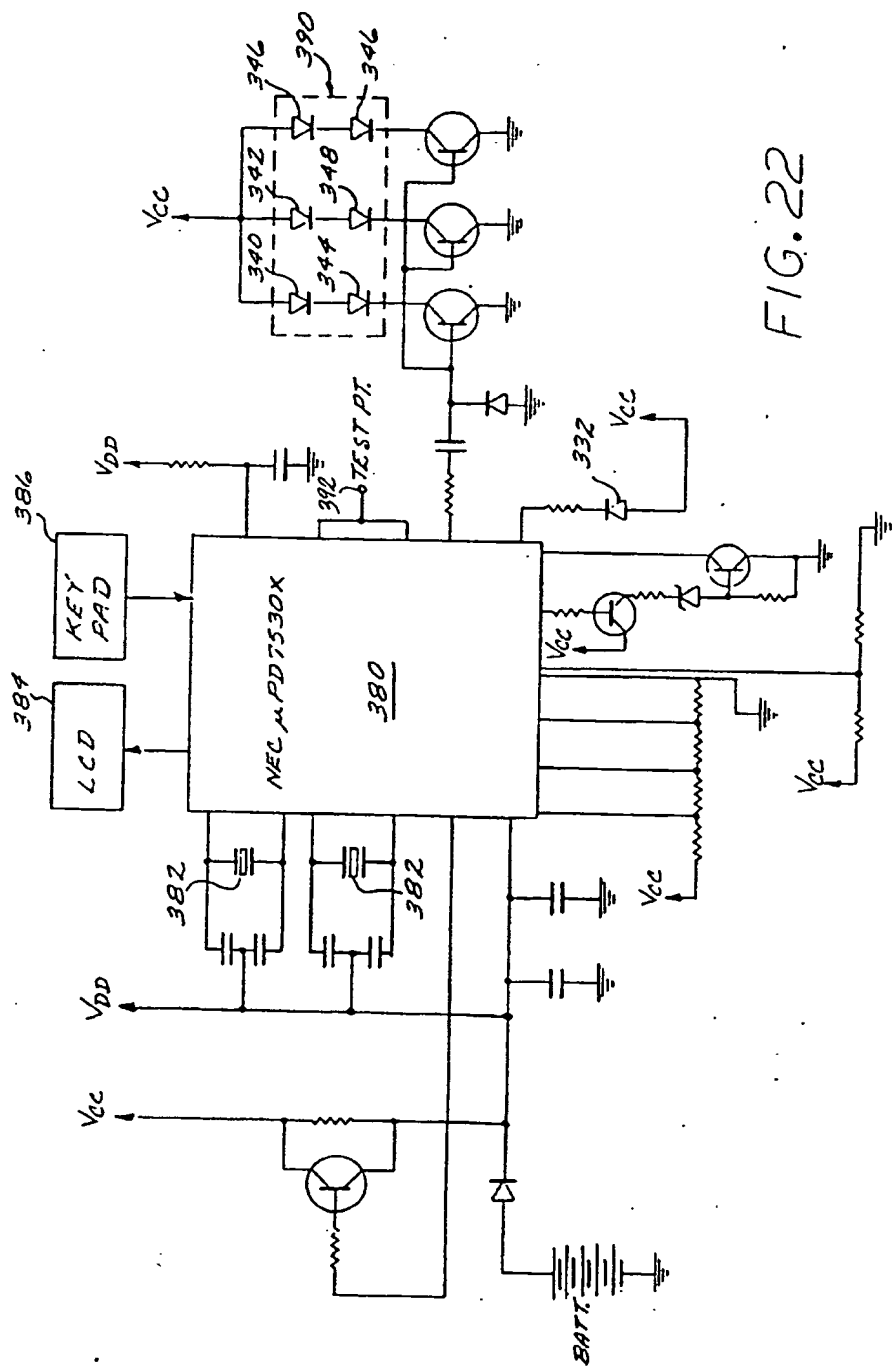 384
386
LCD
KEY
PAD
VDD
VCC
346
390
342
340
346
348
344
382
382
VDD
VCC
NEC μPD7530X
380
392
TEST PT.
332
VCC
VCC
VCC
VCC
BATT.
FIG. 22